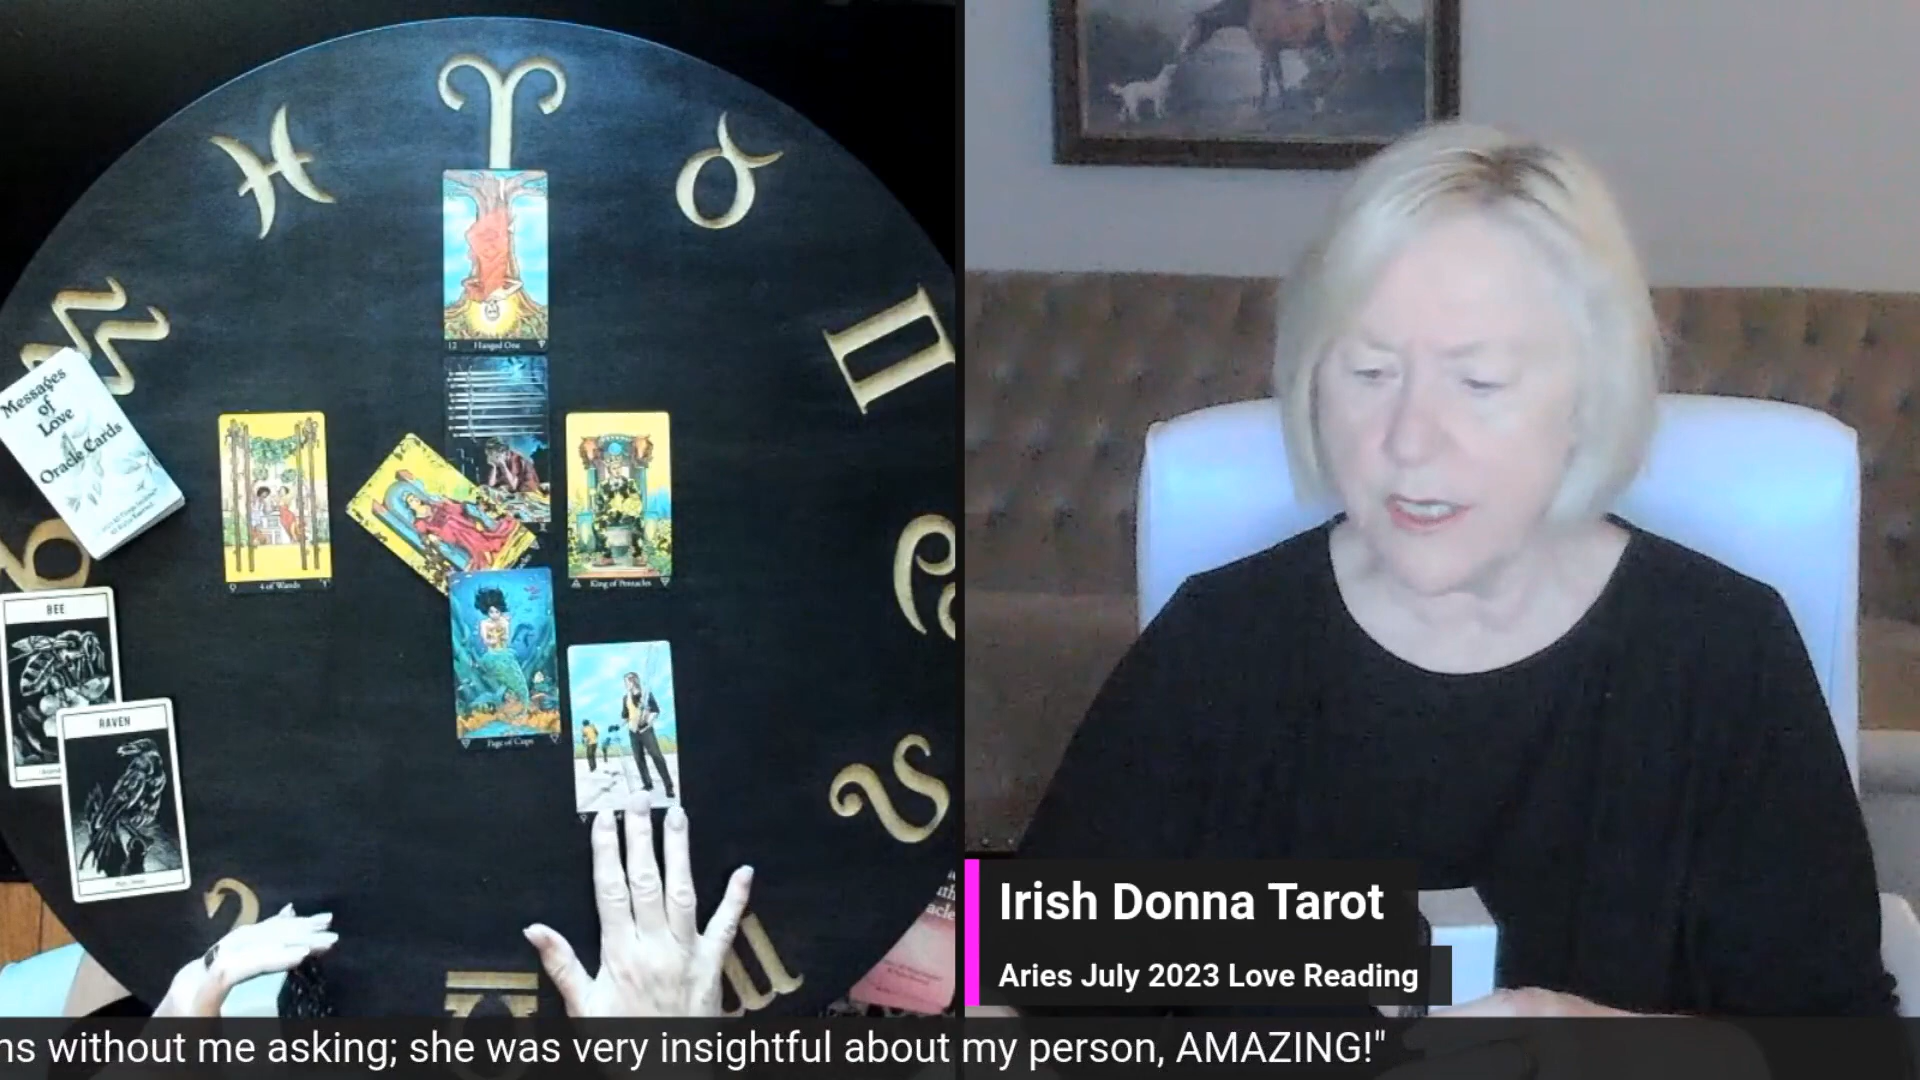 12 Hanged One
Messages
of
Love
Oracle Cards
4 of Wands
King of Pentacles
BEE
RAVEN
Page of Cups
Irish Donna Tarot
Aries July 2023 Love Reading
ns without me asking; she was very insightful about my person, AMAZING!"